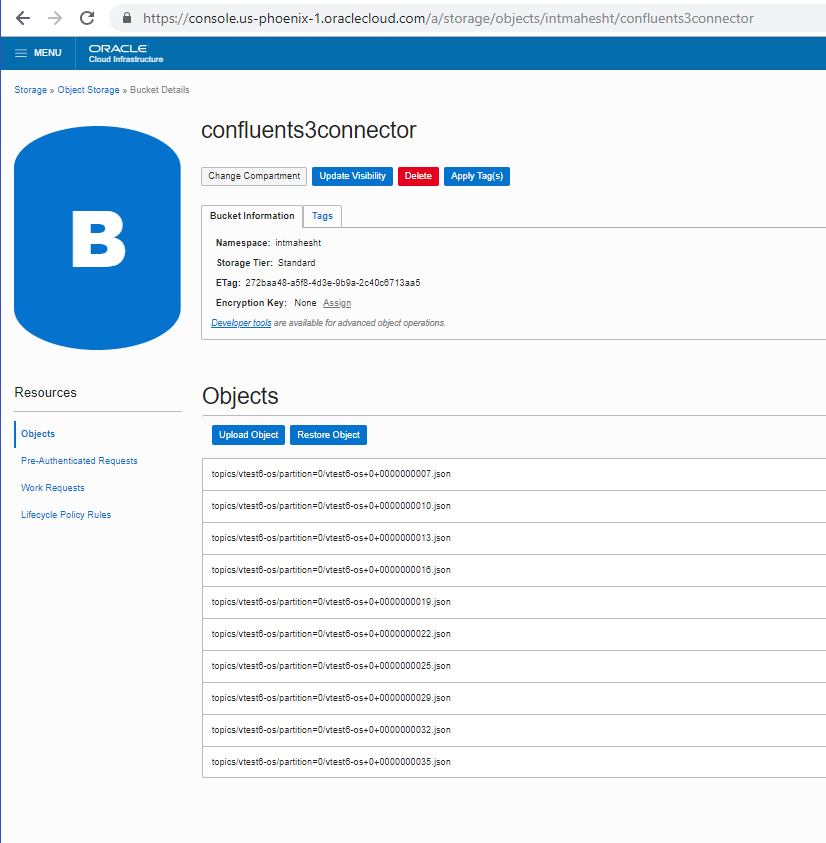 https://console.us-phoenix-1.oraclecloud.com/a/storage/objects/intmahesht/confluents3connector
MENU
ORACLE
Cloud Infrastructure
Storage » Object Storage » Bucket Details
B
confluents3connector
Change Compartment Update Visibility Delete Apply Tag(s)
Bucket Information Tags
Namespace: intmahesht
Storage Tier: Standard
ETag: 272baa48-a5f8-4d3e-9b9a-2c40c6713aa5
Encryption Key: None Assign
Developer tools are available for advanced object operations.
Resources
Objects
Pre-Authenticated Requests
Work Requests
Lifecycle Policy Rules
Objects
Upload Object Restore Object
topics/vtest6-os/partition=0/vtest6-os+0+0000000007.json
topics/vtest6-os/partition=0/vtest6-os+0+0000000010.json
topics/vtest6-os/partition=0/vtest6-os+0+0000000013.json
topics/vtest6-os/partition=0/vtest6-os+0+0000000016.json
topics/vtest6-os/partition=0/vtest6-os+0+0000000019.json
topics/vtest6-os/partition=0/vtest6-os+0+0000000022.json
topics/vtest6-os/partition=0/vtest6-os+0+0000000025.json
topics/vtest6-os/partition=0/vtest6-os+0+0000000029.json
topics/vtest6-os/partition=0/vtest6-os+0+0000000032.json
topics/vtest6-os/partition=0/vtest6-os+0+0000000035.json